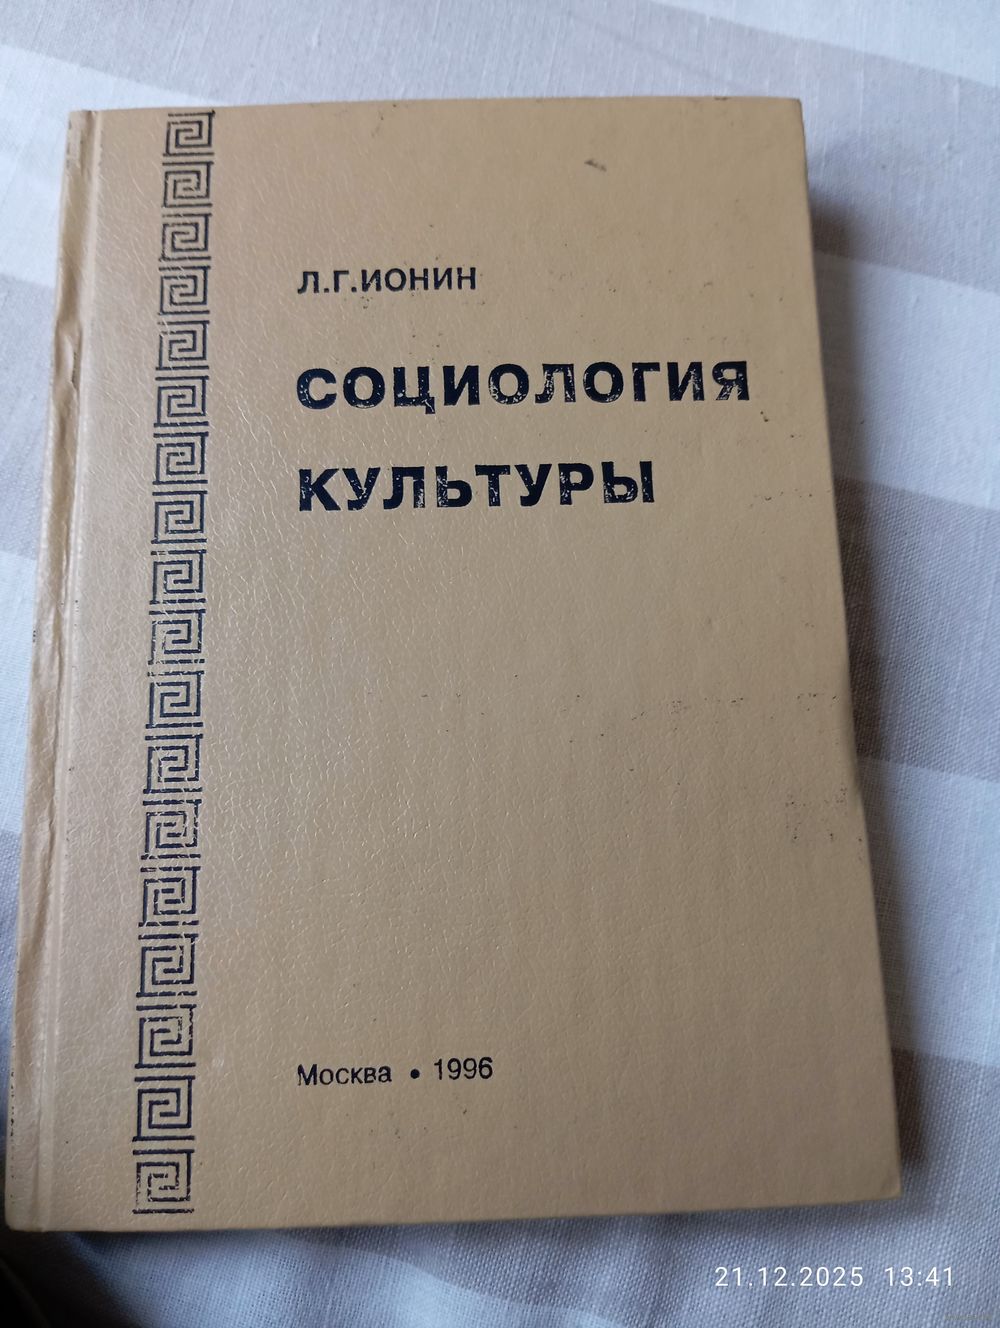 Л.Г.ИОНИН
СОЦИОЛОГИЯ
КУЛЬТУРЫ
Москва • 1996
21.12.2025 13:41